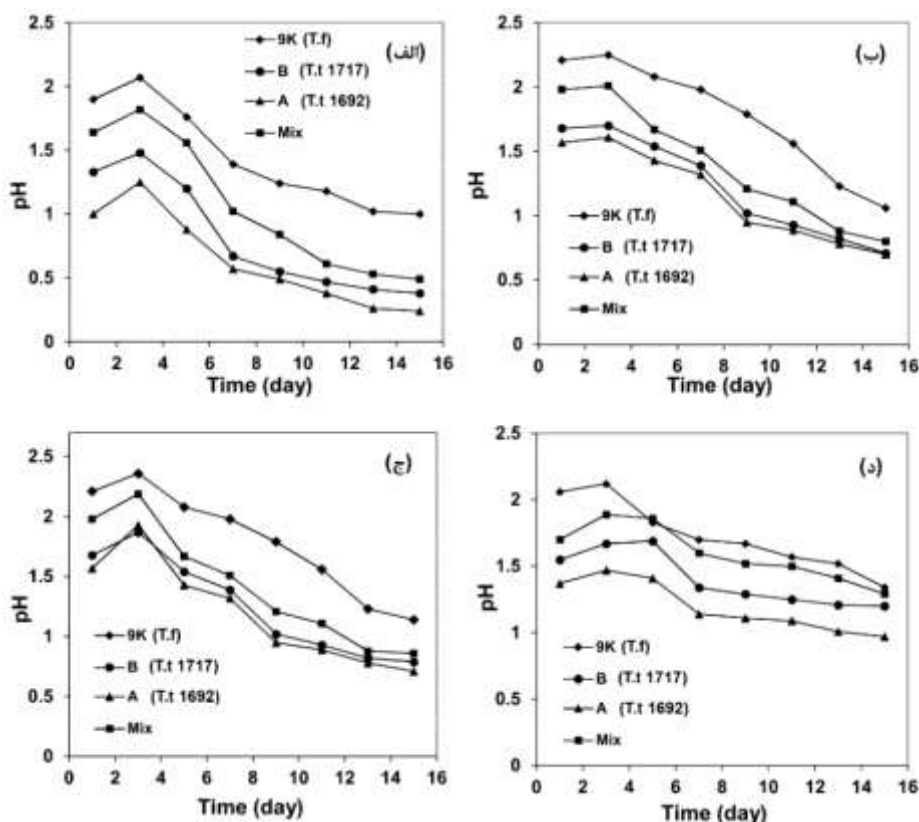 (الف)
9K (T.f)
B (T.t 1717)
A (T.t 1692)
Mix
pH
2.5
2
1.5
1
0.5
0
0 2 4 6 8 10 12 14 16
Time (day)
(ب)
pH
2.5
2
1.5
1
0.5
0
9K (T.f)
B (T.t 1717)
A (T.t 1692)
Mix
0 2 4 6 8 10 12 14 16
Time (day)
(ج)
pH
2.5
2
1.5
1
0.5
0
9K (T.f)
B (T.t 1717)
A (T.t 1692)
Mix
0 2 4 6 8 10 12 14 16
Time (day)
(د)
pH
2.5
2
1.5
1
0.5
0
9K (T.f)
B (T.t 1717)
A (T.t 1692)
Mix
0 2 4 6 8 10 12 14 16
Time (day)